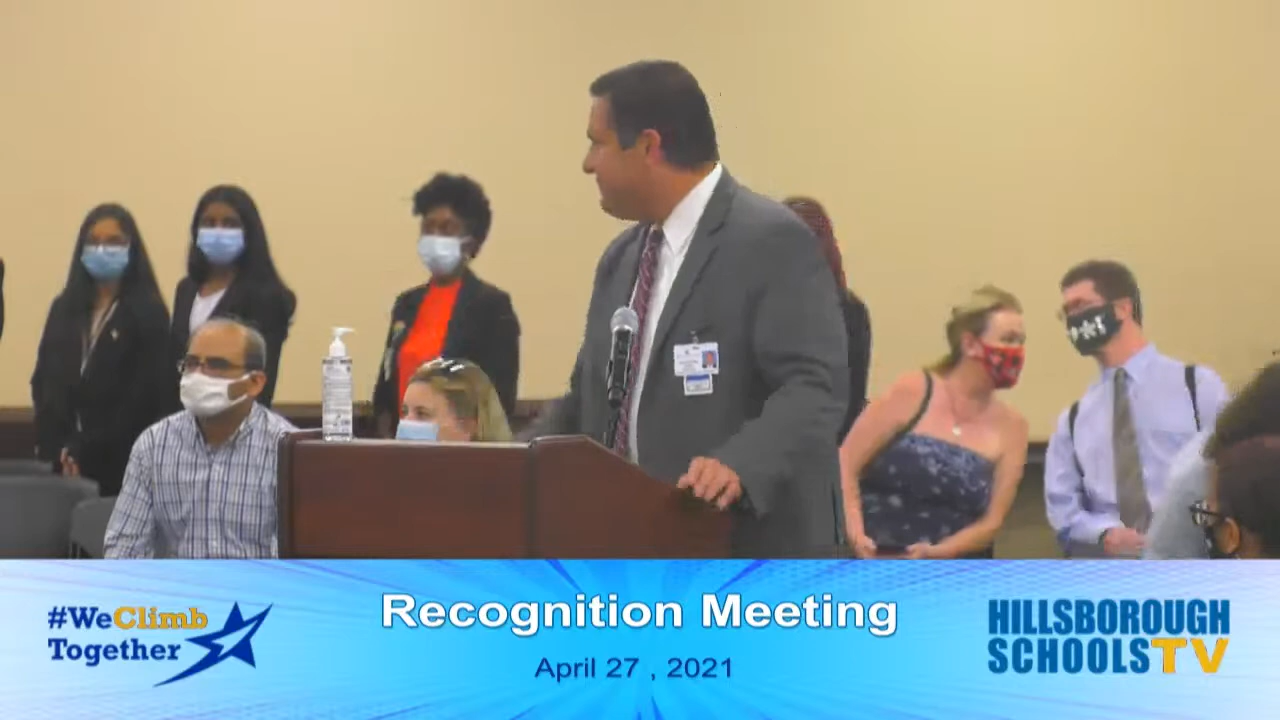 #WeClimb
Together
Recognition Meeting
April 27 , 2021
HILLSBOROUGH
SCHOOLSTV